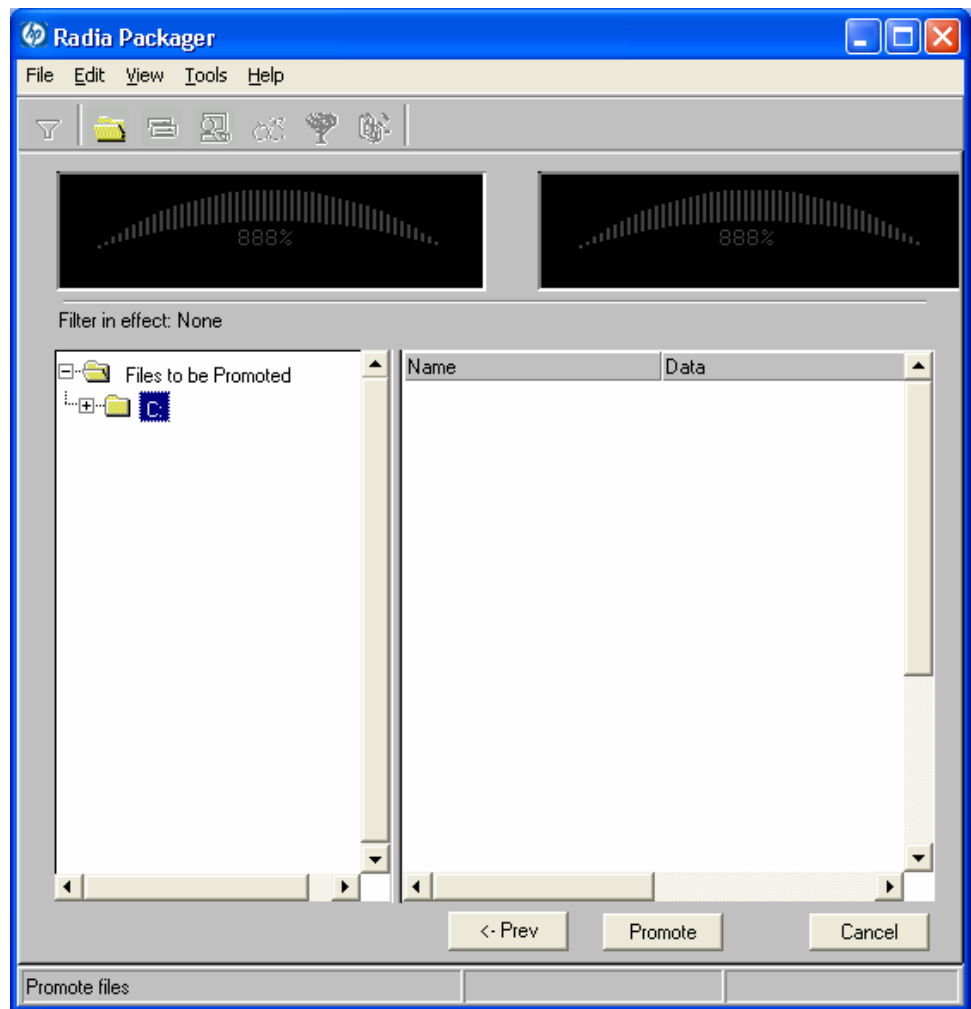 Radia Packager
File Edit View Tools Help
888% 888%
Filter in effect: None
Files to be Promoted
C:
Name Data
<- Prev Promote Cancel
Promote files